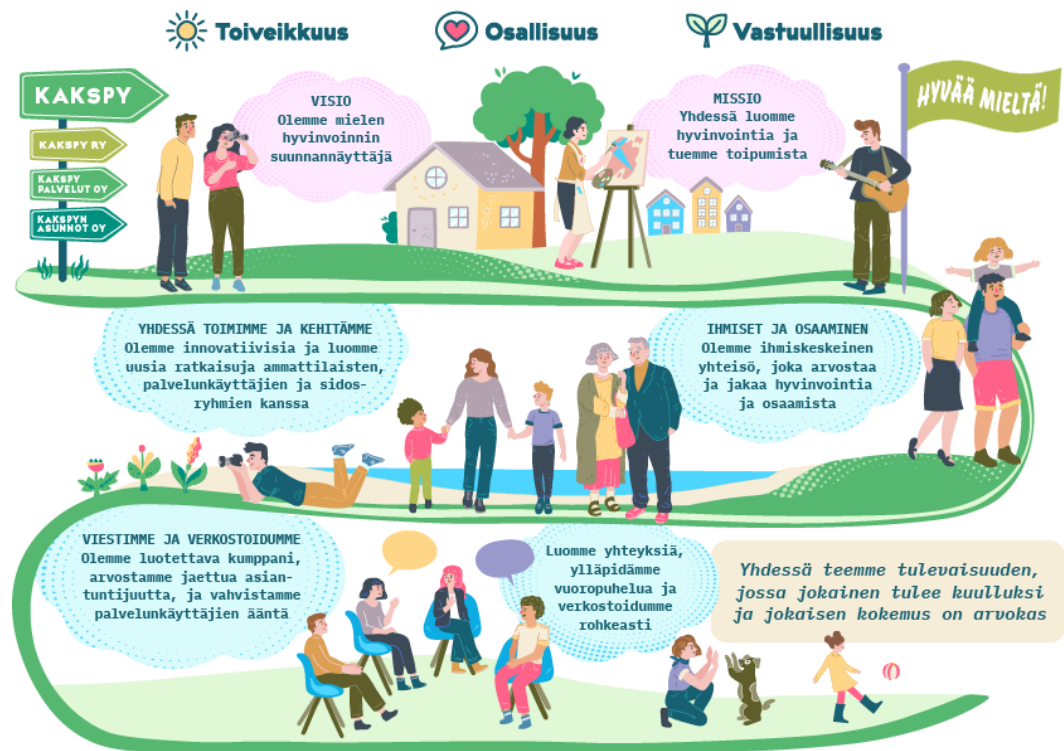 Toiveikkuus
Osallisuus
Vastuullisuus
KAKSPY
KAKSPY RY
KAKSPY
PALVELUT OY
KAKSPYN
ASUNNOT OY
VISIO
Olemme mielen
hyvinvoinnin
suunnannäyttäjä
MISSIO
Yhdessä luomme
hyvinvointia ja
tuemme toipumista
HYVÄÄ MIELTÄ!
YHDESSÄ TOIMIMME JA KEHITÄMME
Olemme innovatiivisia ja luomme
uusia ratkaisuja ammattilaisten,
palvelunkäyttäjien ja sidos-
ryhmien kanssa
IHMISET JA OSAAMINEN
Olemme ihmiskeskeinen
yhteisö, joka arvostaa
ja jakaa hyvinvointia
ja osaamista
VIESTIMME JA VERKOSTOIDUMME
Olemme luotettava kumppani,
arvostamme jaettua asian-
tuntijuutta, ja vahvistamme
palvelunkäyttäjien ääntä
Luomme yhteyksiä,
ylläpidämme
vuoropuhelua ja
verkostoidumme
rohkeasti
Yhdessä teemme tulevaisuuden,
jossa jokainen tulee kuulluksi
ja jokaisen kokemus on arvokas